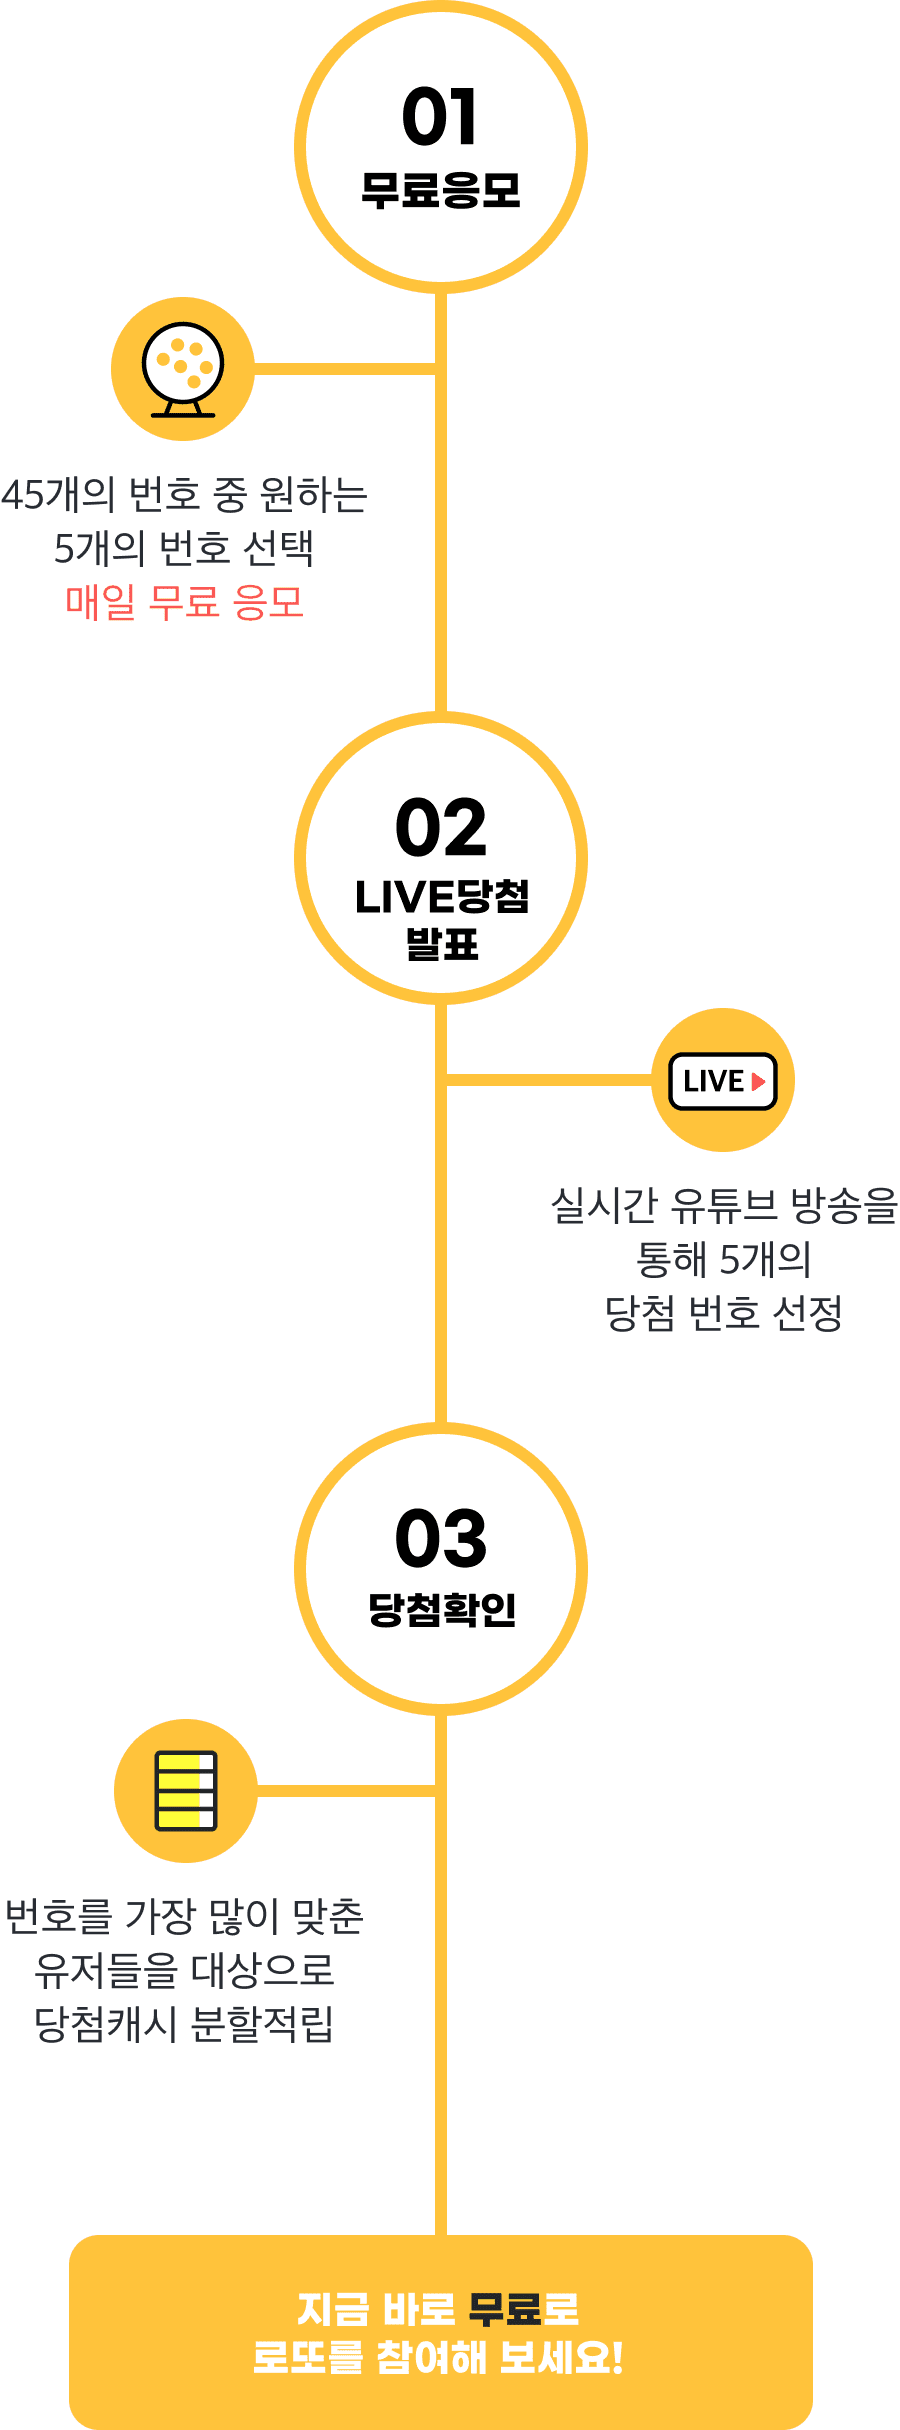 01
무료응모
45개의 번호 중 원하는
5개의 번호 선택
매일 무료 응모
02
LIVE당첨
발표
LIVE
실시간 유튜브 방송을
통해 5개의
당첨 번호 선정
03
당첨확인
번호를 가장 많이 맞춘
유저들을 대상으로
당첨캐시 분할적립
지금 바로 무료로
로또를 참여해 보세요!